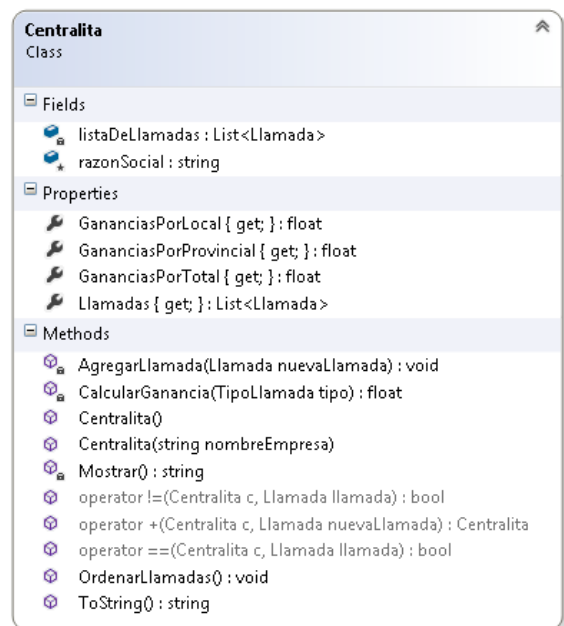 Centralita
Class
Fields
listaDeLlamadas : List<Llamada>
razonSocial : string
Properties
GananciasPorLocal { get; } : float
GananciasPorProvincial { get; } : float
GananciasPorTotal { get; } : float
Llamadas { get; } : List<Llamada>
Methods
AgregarLlamada(Llamada nuevaLlamada) : void
CalcularGanancia(TipoLlamada tipo) : float
Centralita()
Centralita(string nombreEmpresa)
Mostrar() : string
operator !=(Centralita c, Llamada llamada) : bool
operator +(Centralita c, Llamada nuevaLlamada) : Centralita
operator ==(Centralita c, Llamada llamada) : bool
OrdenarLlamadas() : void
ToString() : string